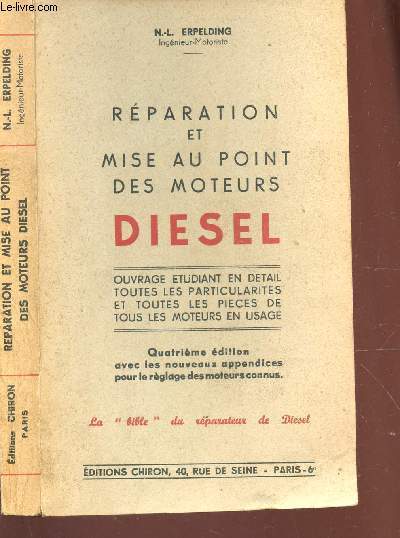 Le-livre.com
N.-L. ERPELDING
Ingénieur-Motoriste
RÉPARATION
ET
MISE AU POINT
DES MOTEURS
DIESEL
OUVRAGE ETUDIANT EN DETAIL
TOUTES LES PARTICULARITES
ET TOUTES LES PIECES DE
TOUS LES MOTEURS EN USAGE
Quatrième édition
avec les nouveaux appendices
pour le règlage des moteurs connus.
La "bible" du réparateur de Diesel
ÉDITIONS CHIRON, 40, RUE DE SEINE - PARIS-6e
N.-L. ERPELDING
Ingénieur-Motoriste
REPARATION ET MISE AU POINT
DES MOTEURS DIESEL
Éditions CHIRON
PARIS